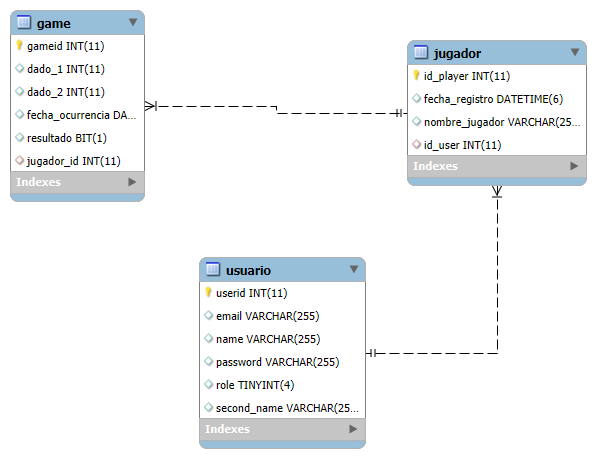 game
gameid INT(11)
dado_1 INT(11)
dado_2 INT(11)
fecha_ocurrencia DA...
resultado BIT(1)
jugador_id INT(11)
Indexes
jugador
id_player INT(11)
fecha_registro DATETIME(6)
nombre_jugador VARCHAR(25...
id_user INT(11)
Indexes
usuario
userid INT(11)
email VARCHAR(255)
name VARCHAR(255)
password VARCHAR(255)
role TINYINT(4)
second_name VARCHAR(25...
Indexes